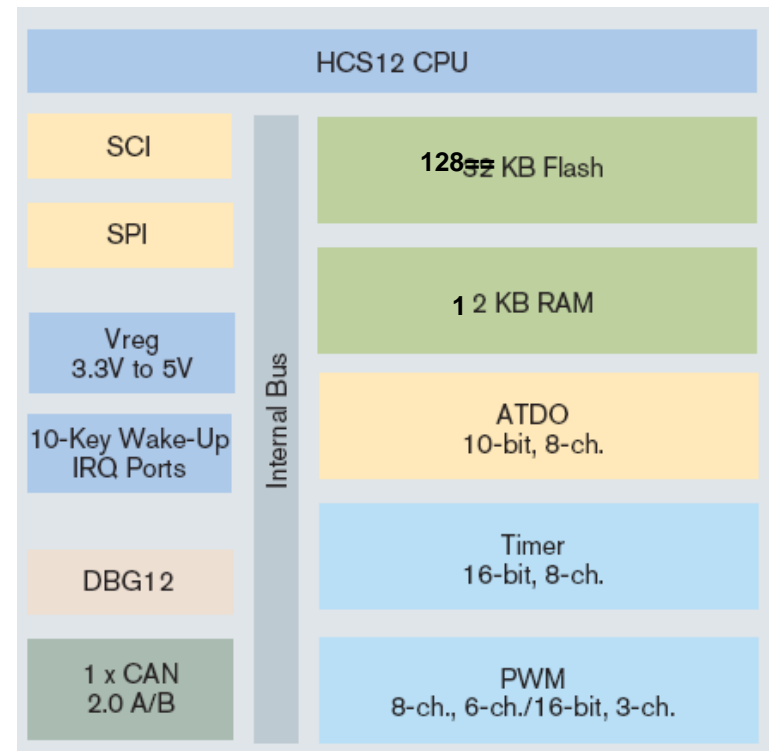 HCS12 CPU
SCI
SPI
Vreg
3.3V to 5V
10-Key Wake-Up
IRQ Ports
DBG12
1 x CAN
2.0 A/B
Internal Bus
128 32 KB Flash
1 2 KB RAM
ATDO
10-bit, 8-ch.
Timer
16-bit, 8-ch.
PWM
8-ch., 6-ch./16-bit, 3-ch.